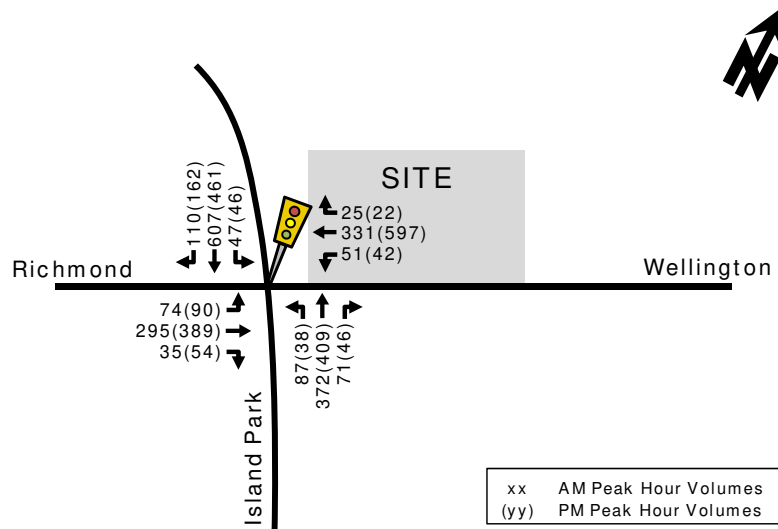 N
SITE
110(162)
607(461)
47(46)
25(22)
331(597)
51(42)
Richmond
Wellington
74(90)
295(389)
35(54)
87(38)
372(409)
71(46)
Island Park
xx AM Peak Hour Volumes
(yy) PM Peak Hour Volumes